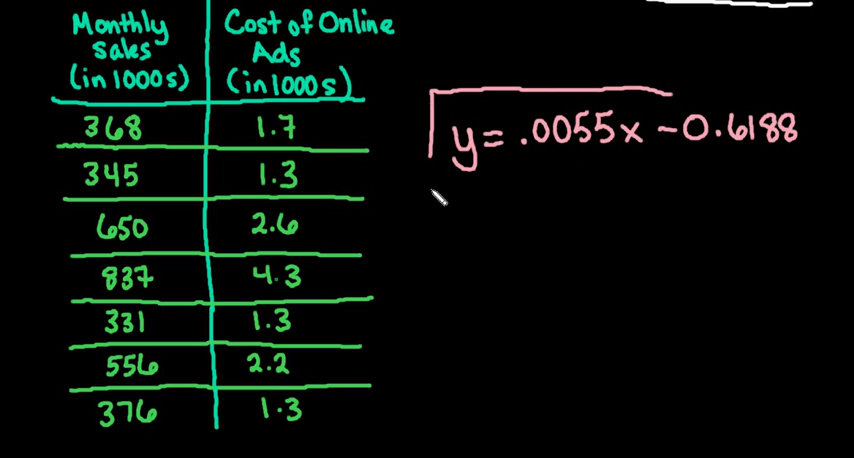 Monthly Sales (in 1000s)
Cost of Online Ads (in 1000s)
368 1.7
345 1.3
650 2.6
837 4.3
331 1.3
556 2.2
376 1.3
y = .0055x - 0.6188